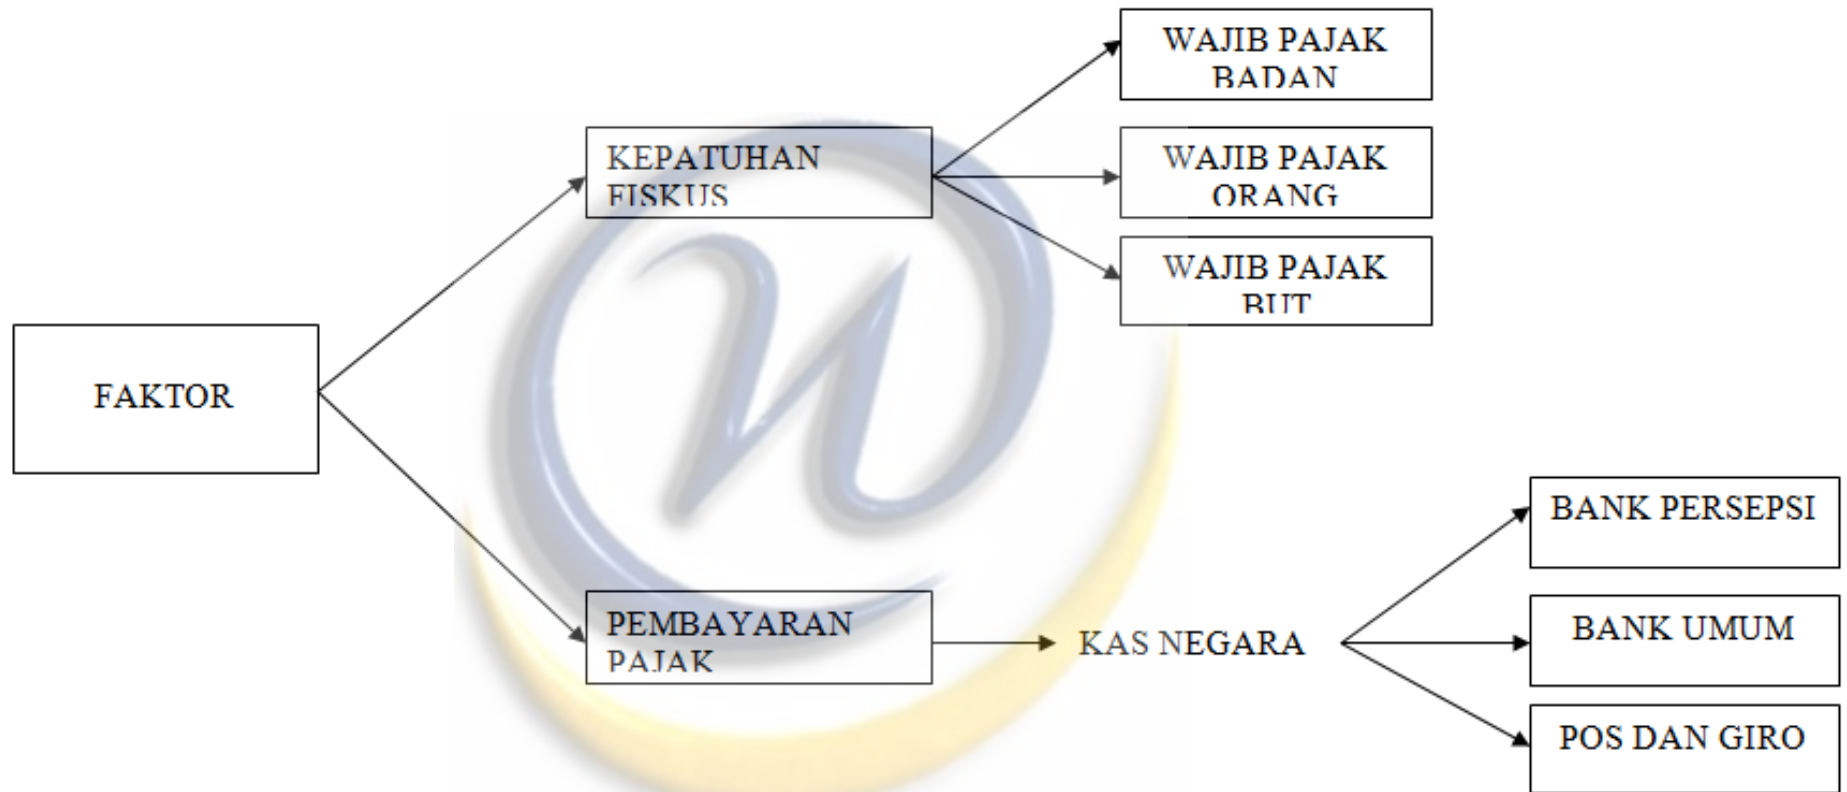 WAJIB PAJAK
BADAN
KEPATUHAN
FISKUS
WAJIB PAJAK
ORANG
WAJIB PAJAK
BUT
FAKTOR
BANK PERSEPSI
PEMBAYARAN
PAJAK
KAS NEGARA
BANK UMUM
POS DAN GIRO